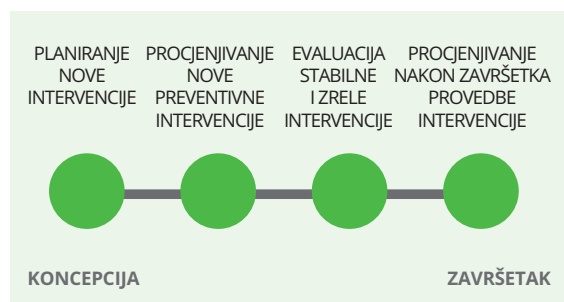 PLANIRANJE
NOVE
INTERVENCIJE
PROCJENJIVANJE
NOVE
PREVENTIVNE
INTERVENCIJE
EVALUACIJA
STABILNE
I ZRELE
INTERVENCIJE
PROCJENJIVANJE
NAKON ZAVRŠETKA
PROVEDBE
INTERVENCIJE
KONCEPCIJA
ZAVRŠETAK